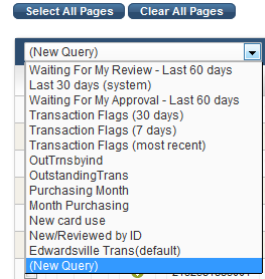 Select All Pages Clear All Pages
(New Query)
Waiting For My Review - Last 60 days
Last 30 days (system)
Waiting For My Approval - Last 60 days
Transaction Flags (30 days)
Transaction Flags (7 days)
Transaction Flags (most recent)
OutTrnsbyind
OutstandingTrans
Purchasing Month
Month Purchasing
New card use
New/Reviewed by ID
Edwardsville Trans(default)
(New Query)